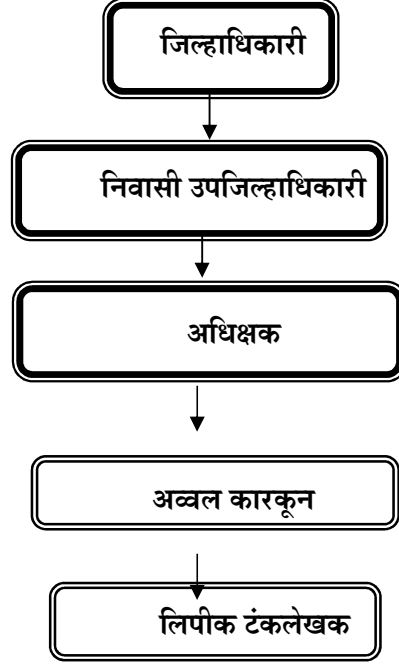 जिल्हाधिकारी
निवासी उपजिल्हाधिकारी
अधिक्षक
अव्वल कारकून
लिपीक टंकलेखक